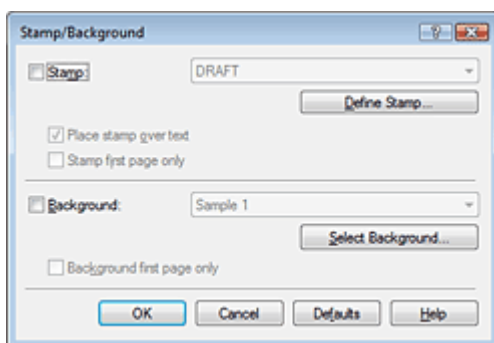 Stamp/Background
Stamp: DRAFT
Define Stamp...
Place stamp over text
Stamp first page only
Background: Sample 1
Select Background...
Background first page only
OK Cancel Defaults Help